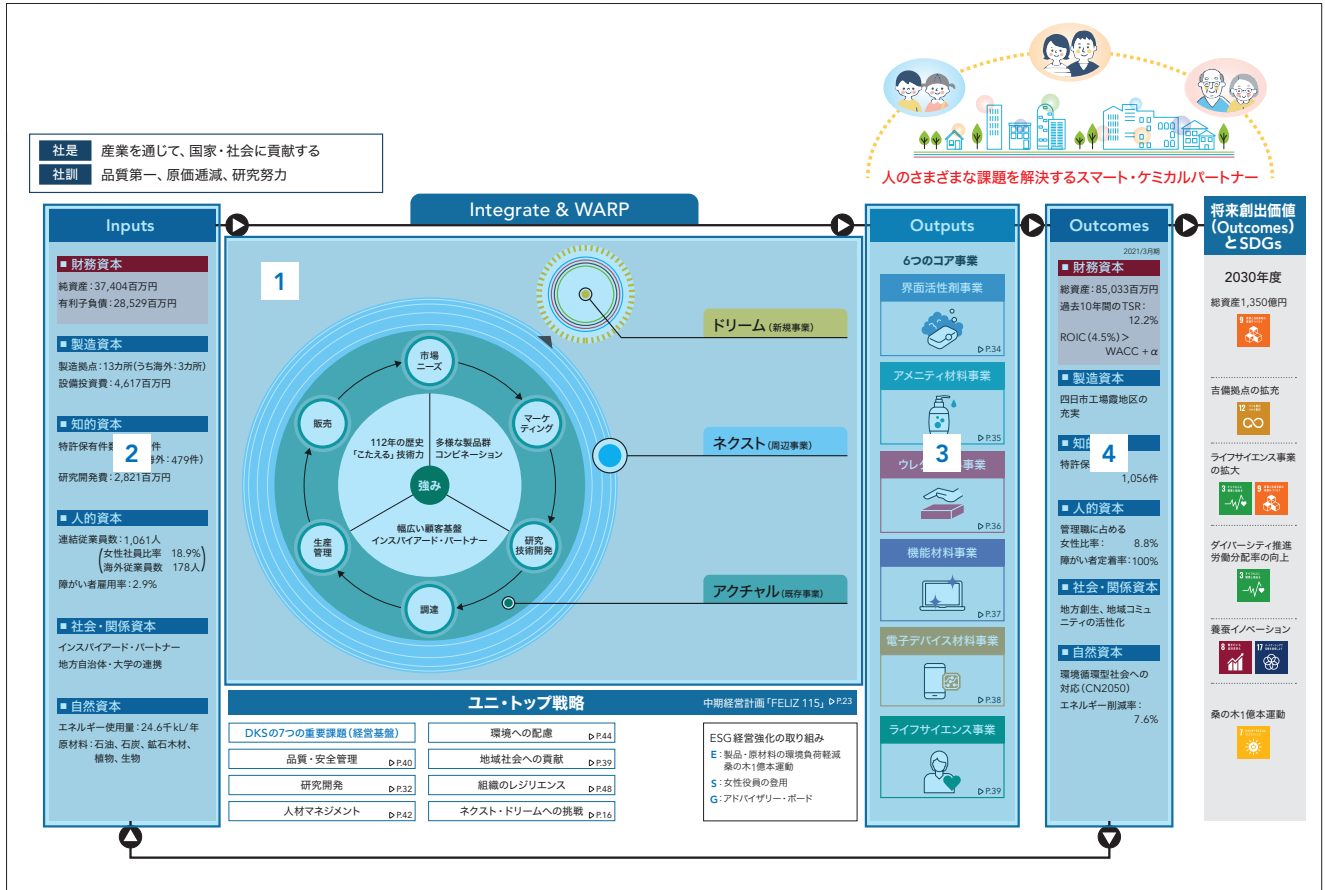 社是 産業を通じて、国家・社会に貢献する
社訓 品質第一、原価逓減、研究努力
人のさまざまな課題を解決するスマート・ケミカルパートナー
Inputs
■ 財務資本
純資産：37,404百万円
有利子負債：28,529百万円
■ 製造資本
製造拠点：13カ所(うち海外：3カ所)
設備投資費：4,617百万円
■ 知的資本
特許保有件
件
外：479件)
2
研究開発費：2,821百万円
■ 人的資本
連結従業員数：1,061人
(女性社員比率 18.9%
海外従業員数 178人)
障がい者雇用率：2.9%
■ 社会・関係資本
インスパイアード・パートナー
地方自治体・大学の連携
■ 自然資本
エネルギー使用量：24.6千kL/年
原材料：石油、石炭、鉱石木材、
植物、生物
Integrate & WARP
1
市場
ニーズ
マーケ
ティング
研究
技術開発
調達
生産
管理
販売
112年の歴史
「こたえる」技術力
多様な製品群
コンビネーション
強み
幅広い顧客基盤
インスパイアード・パートナー
ドリーム(新規事業)
ネクスト(周辺事業)
アクチャル(既存事業)
ユニ・トップ戦略
中期経営計画「FELIZ 115」 P.23
DKSの7つの重要課題(経営基盤)
品質・安全管理 P.40
研究開発 P.32
人材マネジメント P.42
環境への配慮 P.44
地域社会への貢献 P.39
組織のレジリエンス P.48
ネクスト・ドリームへの挑戦 P.16
ESG経営強化の取り組み
E：製品・原材料の環境負荷軽減
桑の木1億本運動
S：女性役員の登用
G：アドバイザリー・ボード
Outputs
6つのコア事業
界面活性剤事業
P.34
アメニティ材料事業
P.35
3
ウレ
事業
P.36
機能材料事業
P.37
電子デバイス材料事業
P.38
ライフサイエンス事業
P.39
Outcomes
2021/3月期
■ 財務資本
総資産：85,033百万円
過去10年間のTSR：
12.2%
ROIC(4.5%)＞
WACC＋α
■ 製造資本
四日市工場霞地区の
充実
■ 知
4
特許保
1,056件
■ 人的資本
管理職に占める
女性比率： 8.8%
障がい者定着率：100%
■ 社会・関係資本
地方創生、地域コミュ
ニティの活性化
■ 自然資本
環境循環型社会への
対応(CN2050)
エネルギー削減率：
7.6%
将来創出価値
(Outcomes)
とSDGs
2030年度
総資産1,350億円
9
吉備拠点の拡充
12
ライフサイエンス事業
の拡大
3
9
ダイバーシティ推進
労働分配率の向上
3
養蚕イノベーション
8
17
桑の木1億本運動
7